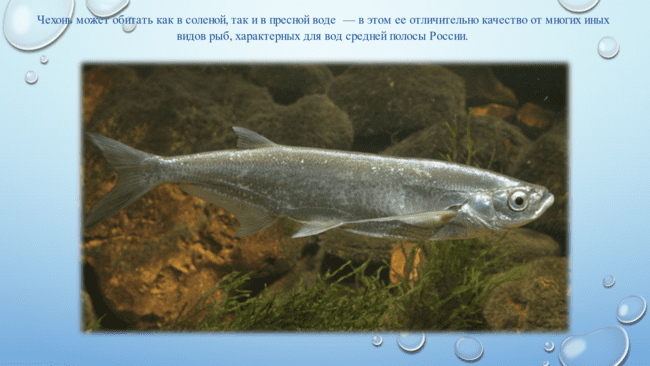 Чехонь может обитать как в соленой, так и в пресной воде — в этом ее отличительно качество от многих иных
видов рыб, характерных для вод средней полосы России.